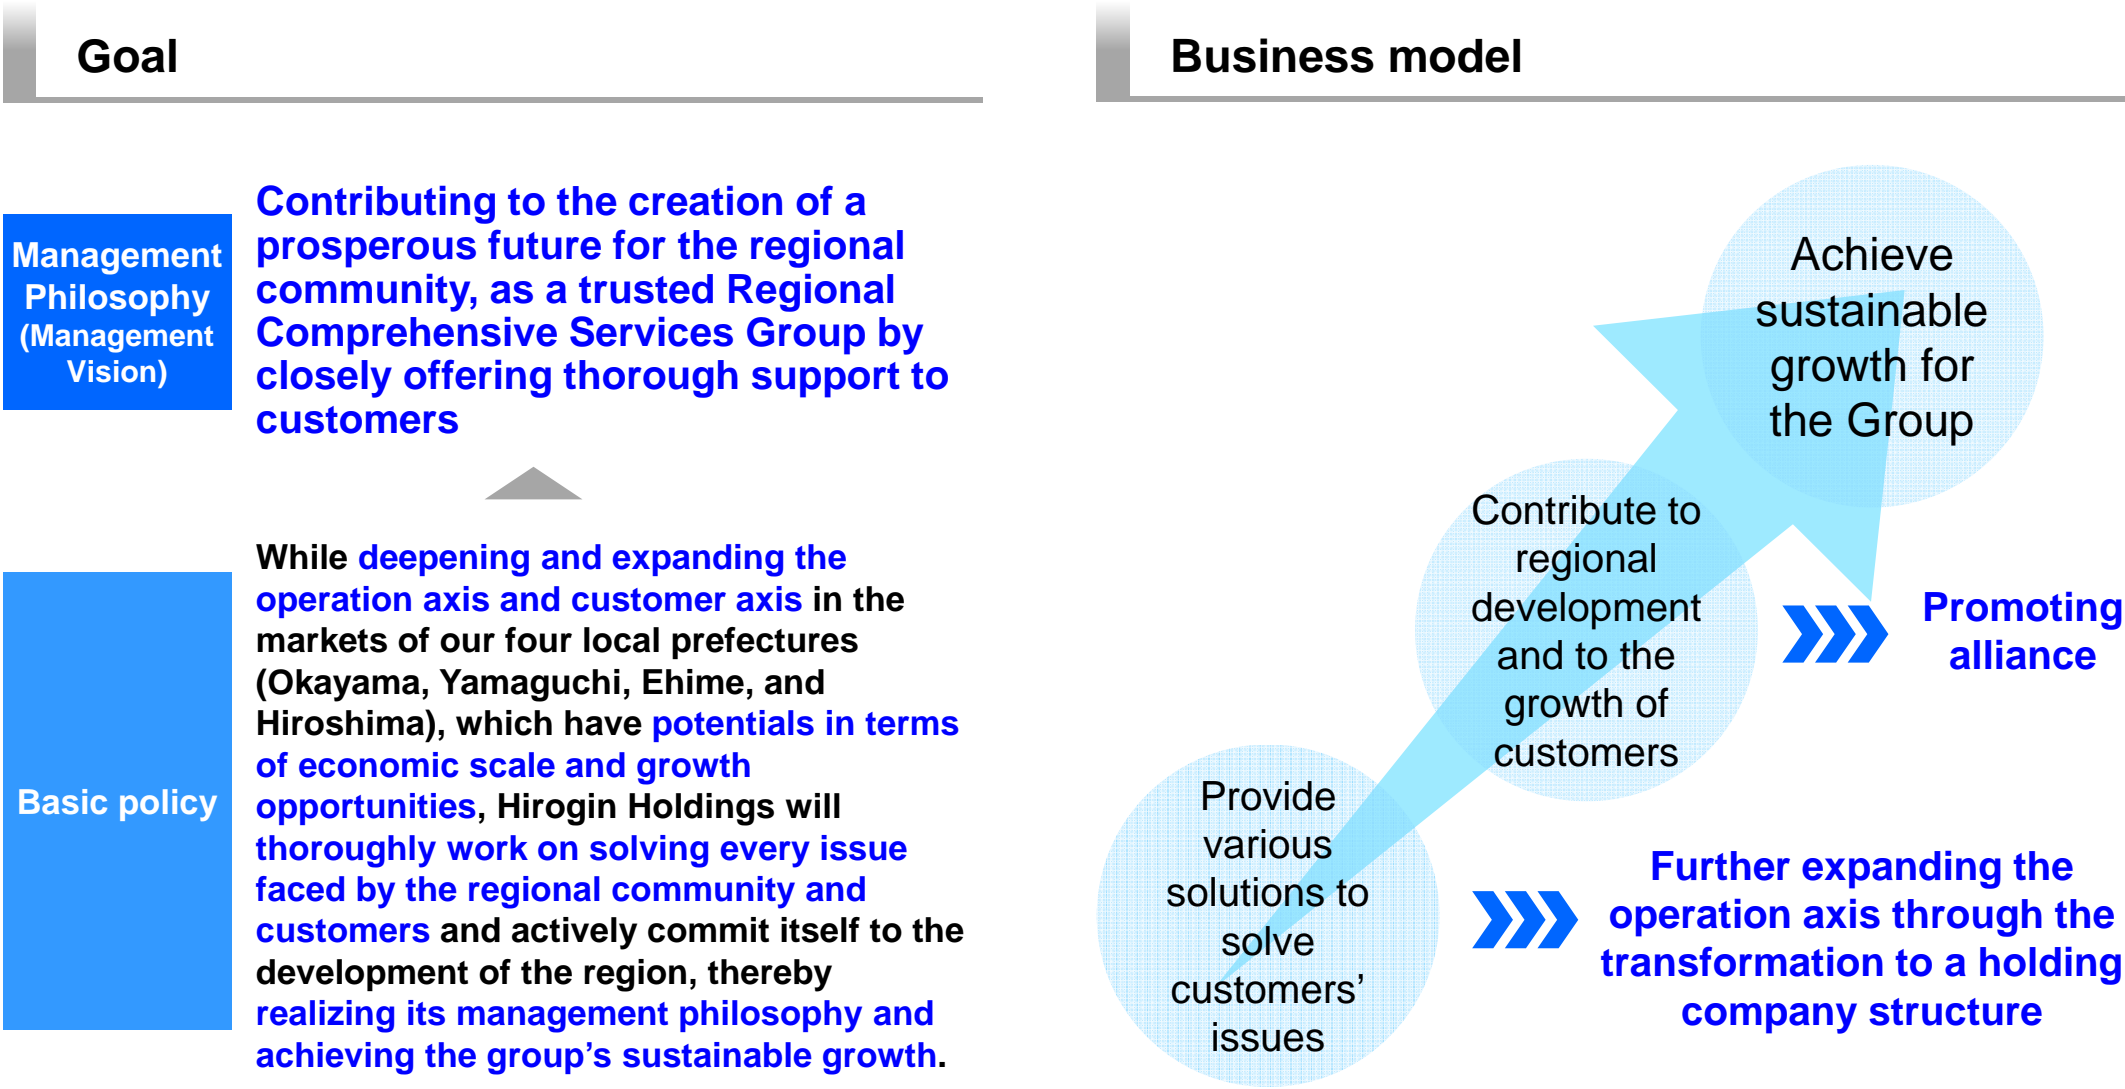 Goal
Management
Philosophy
(Management
Vision)
Contributing to the creation of a
prosperous future for the regional
community, as a trusted Regional
Comprehensive Services Group by
closely offering thorough support to
customers
Basic policy
While deepening and expanding the
operation axis and customer axis in the
markets of our four local prefectures
(Okayama, Yamaguchi, Ehime, and
Hiroshima), which have potentials in terms
of economic scale and growth
opportunities, Hirogin Holdings will
thoroughly work on solving every issue
faced by the regional community and
customers and actively commit itself to the
development of the region, thereby
realizing its management philosophy and
achieving the group’s sustainable growth.
Business model
Achieve
sustainable
growth for
the Group
Contribute to
regional
development
and to the
growth of
customers
Promoting
alliance
Provide
various
solutions to
solve
customers’
issues
Further expanding the
operation axis through the
transformation to a holding
company structure